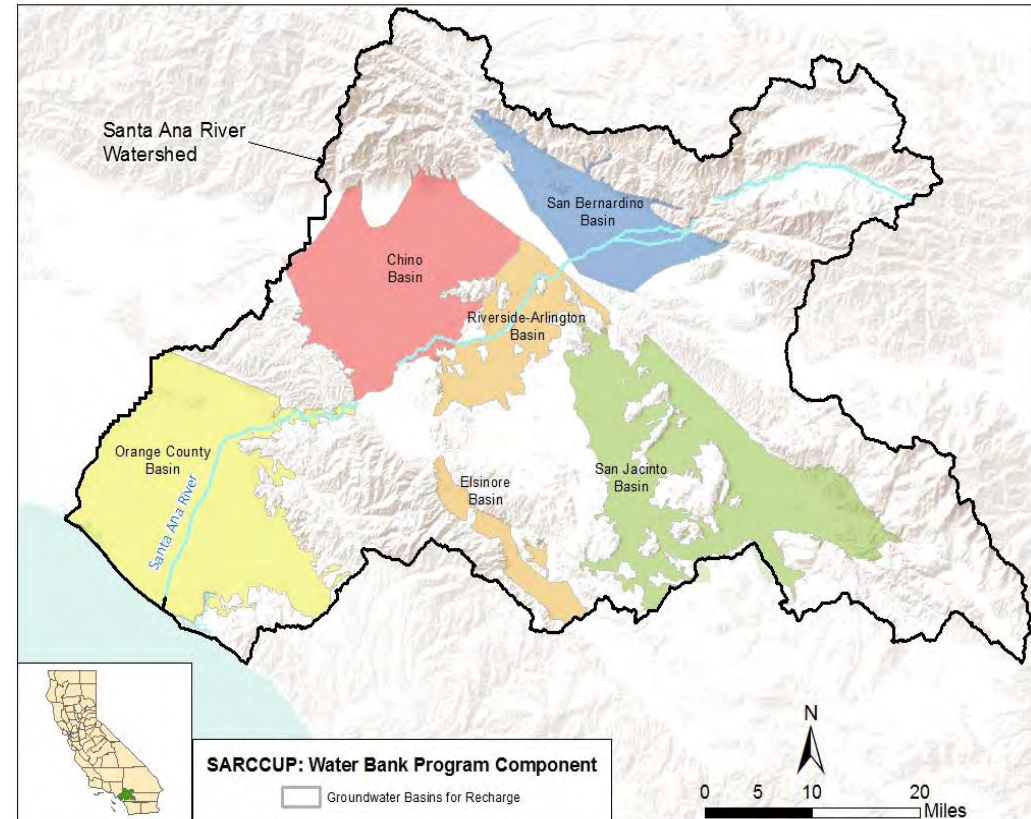 Santa Ana River
Watershed
San Bernardino
Basin
Chino
Basin
Riverside-Arlington
Basin
Orange County
Basin
Santa Ana River
Elsinore
Basin
San Jacinto
Basin
N
SARCCUP: Water Bank Program Component
Groundwater Basins for Recharge
0 10 20
Miles